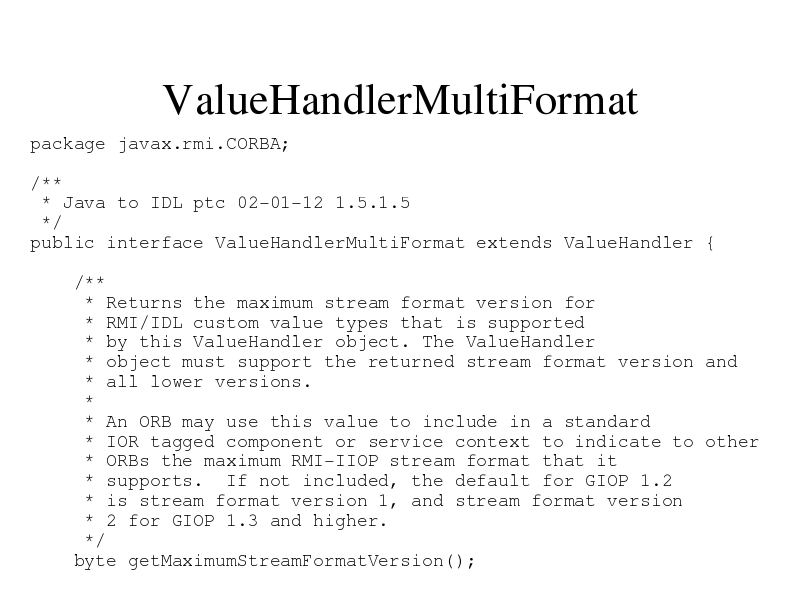 ValueHandlerMultiFormat
package javax.rmi.CORBA;
/**
 * Java to IDL ptc 02-01-12 1.5.1.5
 */
public interface ValueHandlerMultiFormat extends ValueHandler {
    /**
     * Returns the maximum stream format version for
     * RMI/IDL custom value types that is supported
     * by this ValueHandler object. The ValueHandler
     * object must support the returned stream format version and
     * all lower versions.
     *
     * An ORB may use this value to include in a standard
     * IOR tagged component or service context to indicate to other
     * ORBs the maximum RMI-IIOP stream format that it
     * supports.  If not included, the default for GIOP 1.2
     * is stream format version 1, and stream format version
     * 2 for GIOP 1.3 and higher.
     */
    byte getMaximumStreamFormatVersion();